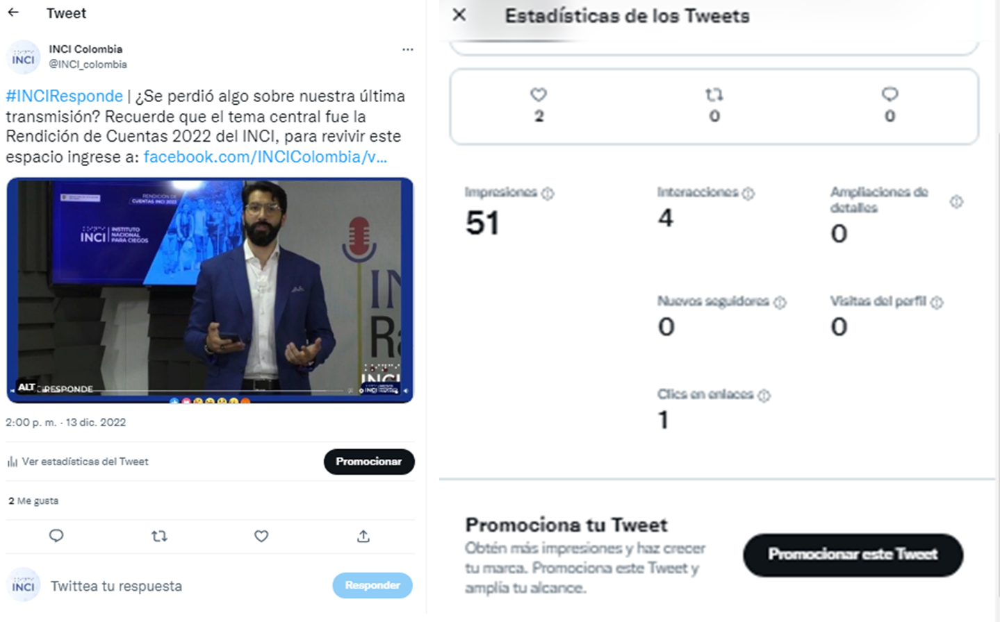 Tweet
INCI Colombia
@INCI_colombia
INCI
#INCIResponde | ¿Se perdió algo sobre nuestra última
transmisión? Recuerde que el tema central fue la
Rendición de Cuentas 2022 del INCI, para revivir este
espacio ingrese a: facebook.com/INCIColombia/v...
RENDICIÓN DE
CUENTAS INCI 2022
INCI
INSTITUTO
NACIONAL
PARA CIEGOS
IN
Ra
INCI
ALT
RESPONDE
INCI
2:00 p. m. · 13 dic. 2022
Ver estadísticas del Tweet
Promocionar
2 Me gusta
INCI
Twittea tu respuesta
Responder
Estadísticas de los Tweets
2
0
0
Impresiones
51
Interacciones
4
Ampliaciones de
detalles
0
Nuevos seguidores
0
Visitas del perfil
0
Clics en enlaces
1
Promociona tu Tweet
Obtén más impresiones y haz crecer
tu marca. Promociona este Tweet y
amplía tu alcance.
Promocionar este Tweet